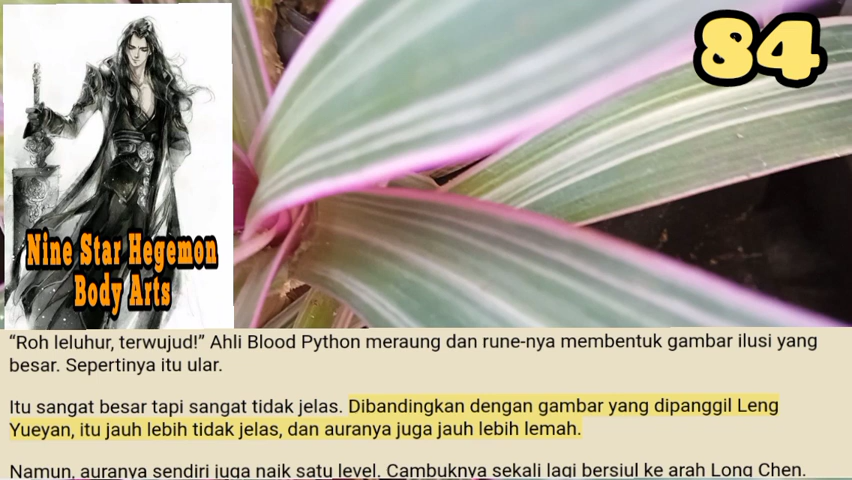 84
Nine Star Hegemon
Body Arts
“Roh leluhur, terwujud!” Ahli Blood Python meraung dan rune-nya membentuk gambar ilusi yang
besar. Sepertinya itu ular.
Itu sangat besar tapi sangat tidak jelas. Dibandingkan dengan gambar yang dipanggil Leng
Yueyan, itu jauh lebih tidak jelas, dan auranya juga jauh lebih lemah.
Namun, auranya sendiri juga naik satu level. Cambuknya sekali lagi bersiul ke arah Long Chen.